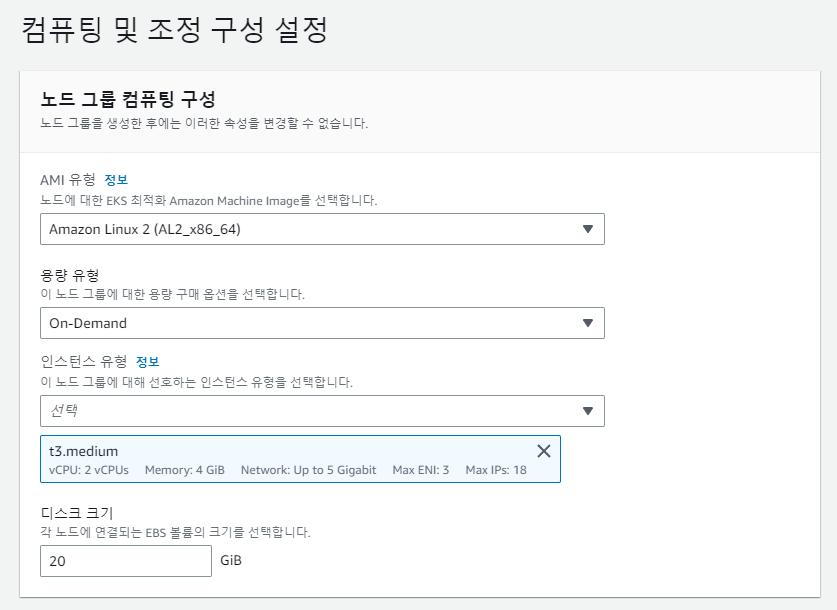 컴퓨팅 및 조정 구성 설정
노드 그룹 컴퓨팅 구성
노드 그룹을 생성한 후에는 이러한 속성을 변경할 수 없습니다.
AMI 유형 정보
노드에 대한 EKS 최적화 Amazon Machine Image를 선택합니다.
Amazon Linux 2 (AL2_x86_64)
용량 유형
이 노드 그룹에 대한 용량 구매 옵션을 선택합니다.
On-Demand
인스턴스 유형 정보
이 노드 그룹에 대해 선호하는 인스턴스 유형을 선택합니다.
선택
t3.medium
vCPU: 2 vCPUs Memory: 4 GiB Network: Up to 5 Gigabit Max ENI: 3 Max IPs: 18
디스크 크기
각 노드에 연결되는 EBS 볼륨의 크기를 선택합니다.
20 GiB